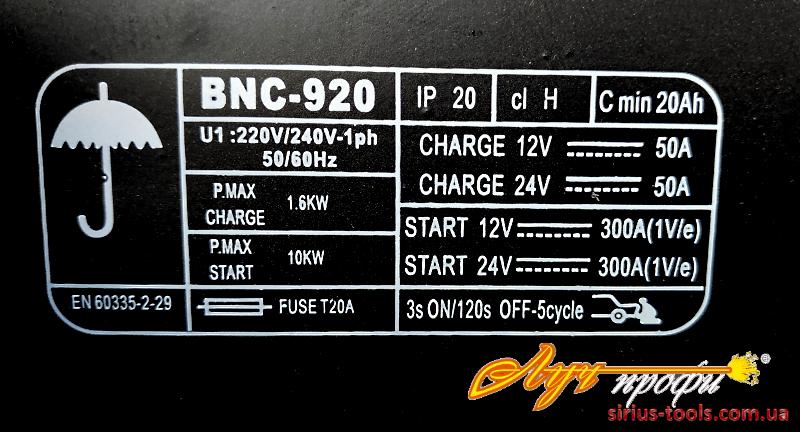 BNC-920
IP 20
cl H
C min 20Ah
U1 :220V/240V-1ph
50/60Hz
CHARGE 12V 50A
CHARGE 24V 50A
P.MAX
CHARGE
1.6KW
START 12V 300A(1V/e)
START 24V 300A(1V/e)
P.MAX
START
10KW
EN 60335-2-29
FUSE T20A
3s ON/120s OFF-5cycle
Луч ®
профи
sirius-tools.com.ua